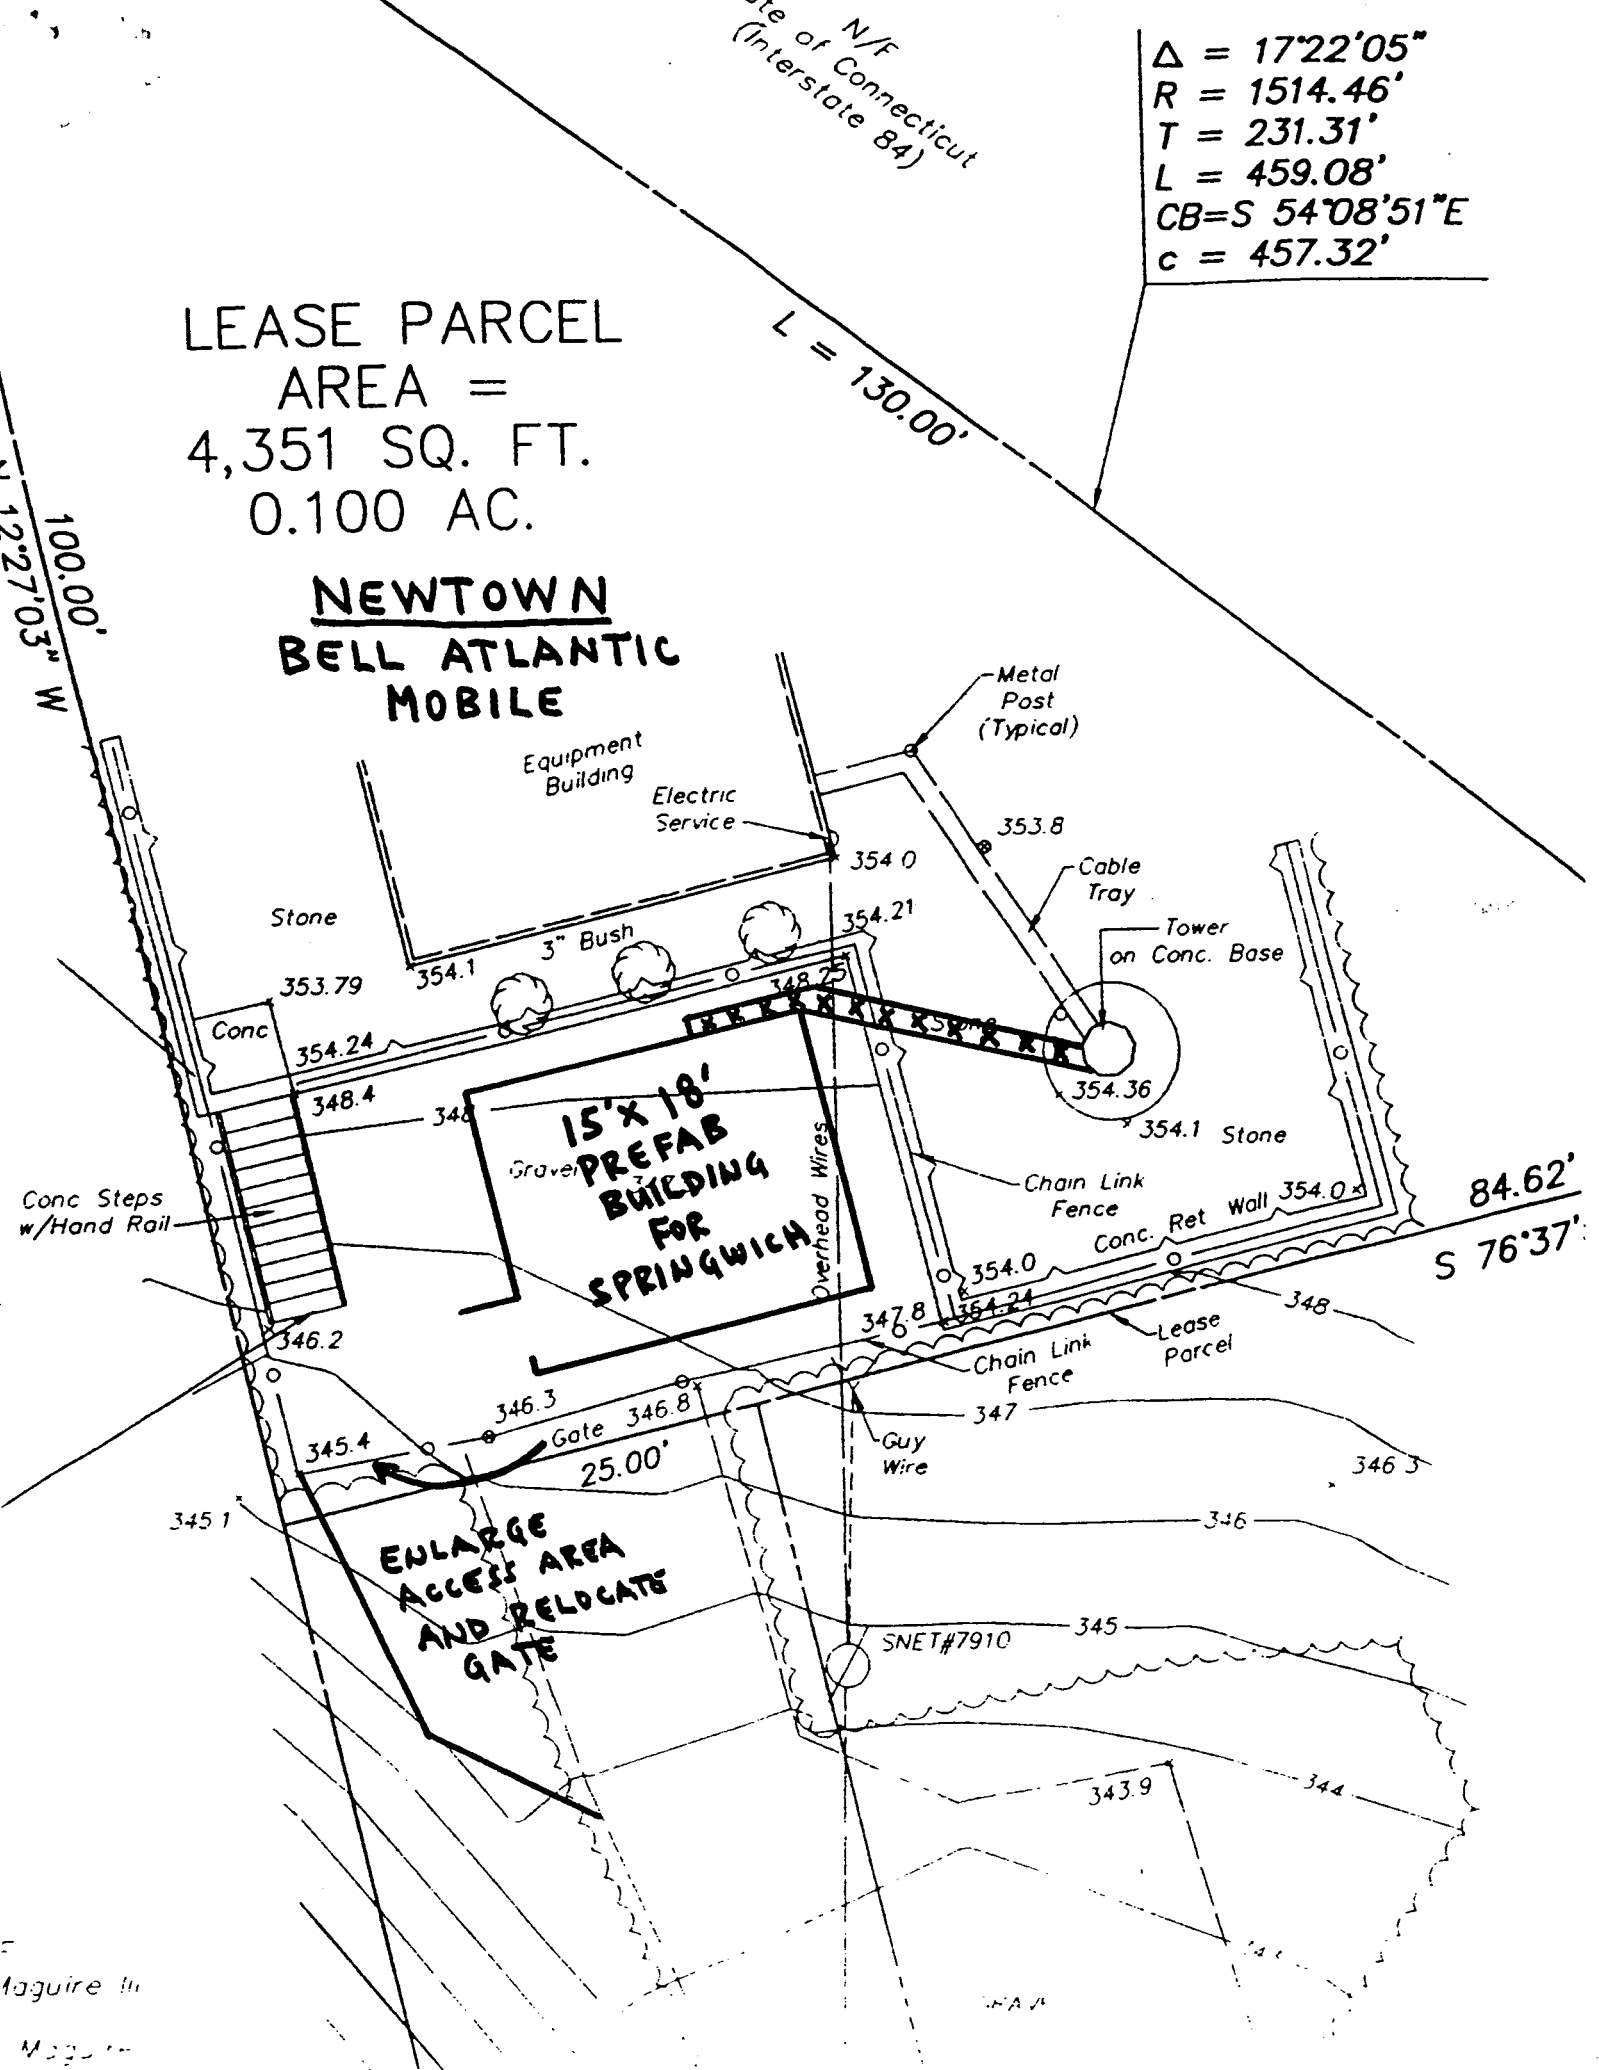 N/F
of Connecticut
(Interstate 84)
Δ = 17°22'05"
R = 1514.46'
T = 231.31'
L = 459.08'
CB=S 54°08'51"E
c = 457.32'
L = 130.00'
LEASE PARCEL
AREA =
4,351 SQ. FT.
0.100 AC.
100.00'
12°27'03" W
NEWTOWN
BELL ATLANTIC
MOBILE
Metal
Post
(Typical)
Equipment
Building
Electric
Service
353.8
354.0
Cable
Tray
Stone
3" Bush
354.21
Tower
on Conc. Base
354.1
353.79
348.25
Conc
354.24
Stone
348.4
348
354.36
354.1 Stone
15' X 18'
PREFAB
BUILDING
FOR
SPRINGWICH
Gravel
Overhead Wires
Chain Link
Fence
Conc Steps
w/Hand Rail
Conc. Ret Wall
354.0
84.62'
S 76°37'
354.0
354.24
347.8
348
Lease
Parcel
346.2
Chain Link
Fence
346.3
346.8
347
Gate
345.4
25.00'
Guy
Wire
346.3
345.1
346
ENLARGE
ACCESS AREA
AND RELOCATE
GATE
SNET#7910
345
343.9
344
Maguire III